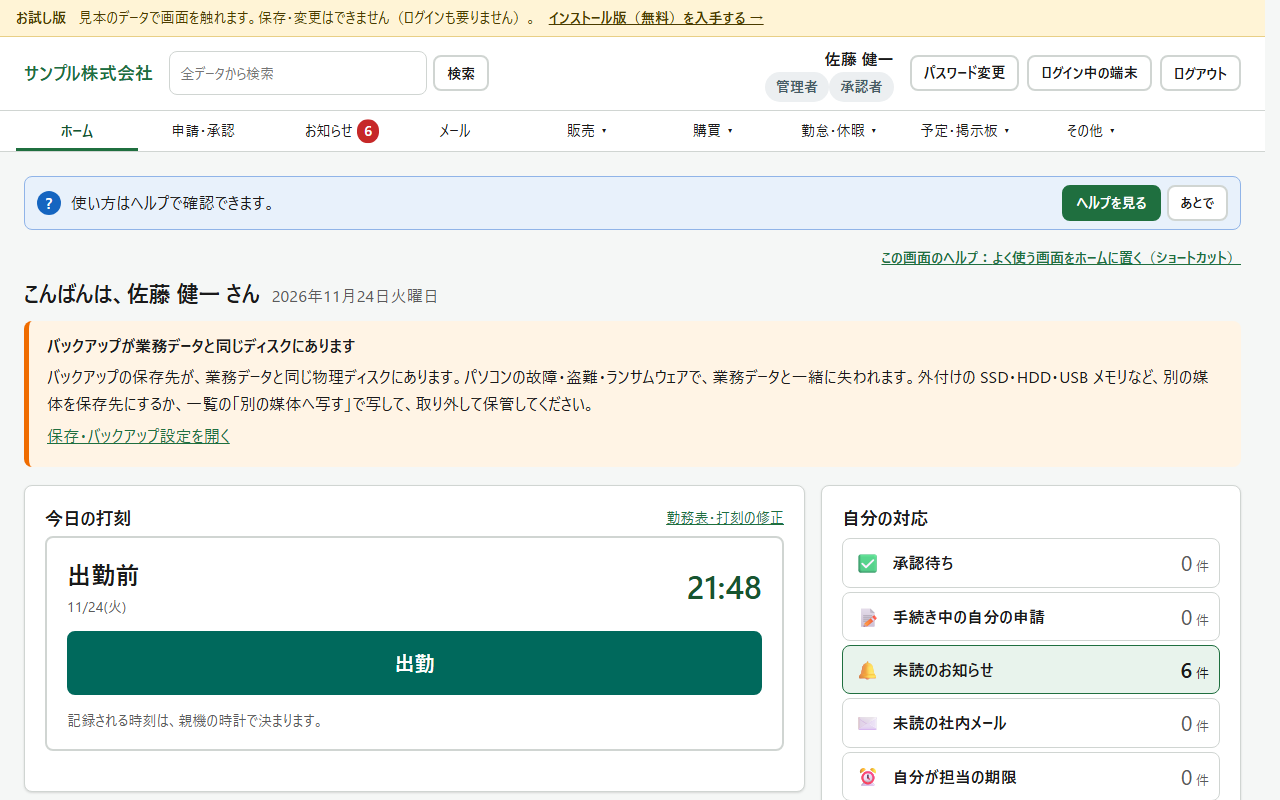 お試し版 見本のデータで画面を触れます。保存・変更はできません（ログインも要りません）。 インストール版（無料）を入手する →
サンプル株式会社
全データから検索
検索
佐藤 健一
管理者 承認者
パスワード変更
ログイン中の端末
ログアウト
ホーム
申請・承認
お知らせ 6
メール
販売 ▾
購買 ▾
勤怠・休暇 ▾
予定・掲示板 ▾
その他 ▾
? 使い方はヘルプで確認できます。
ヘルプを見る
あとで
この画面のヘルプ：よく使う画面をホームに置く（ショートカット）
こんばんは、佐藤 健一 さん 2026年11月24日火曜日
バックアップが業務データと同じディスクにあります
バックアップの保存先が、業務データと同じ物理ディスクにあります。パソコンの故障・盗難・ランサムウェアで、業務データと一緒に失われます。外付けの SSD・HDD・USB メモリなど、別の媒
体を保存先にするか、一覧の「別の媒体へ写す」で写して、取り外して保管してください。
保存・バックアップ設定を開く
今日の打刻
勤務表・打刻の修正
出勤前
11/24(火)
21:48
出勤
記録される時刻は、親機の時計で決まります。
自分の対応
承認待ち 0 件
手続き中の自分の申請 0 件
未読のお知らせ 6 件
未読の社内メール 0 件
自分が担当の期限 0 件